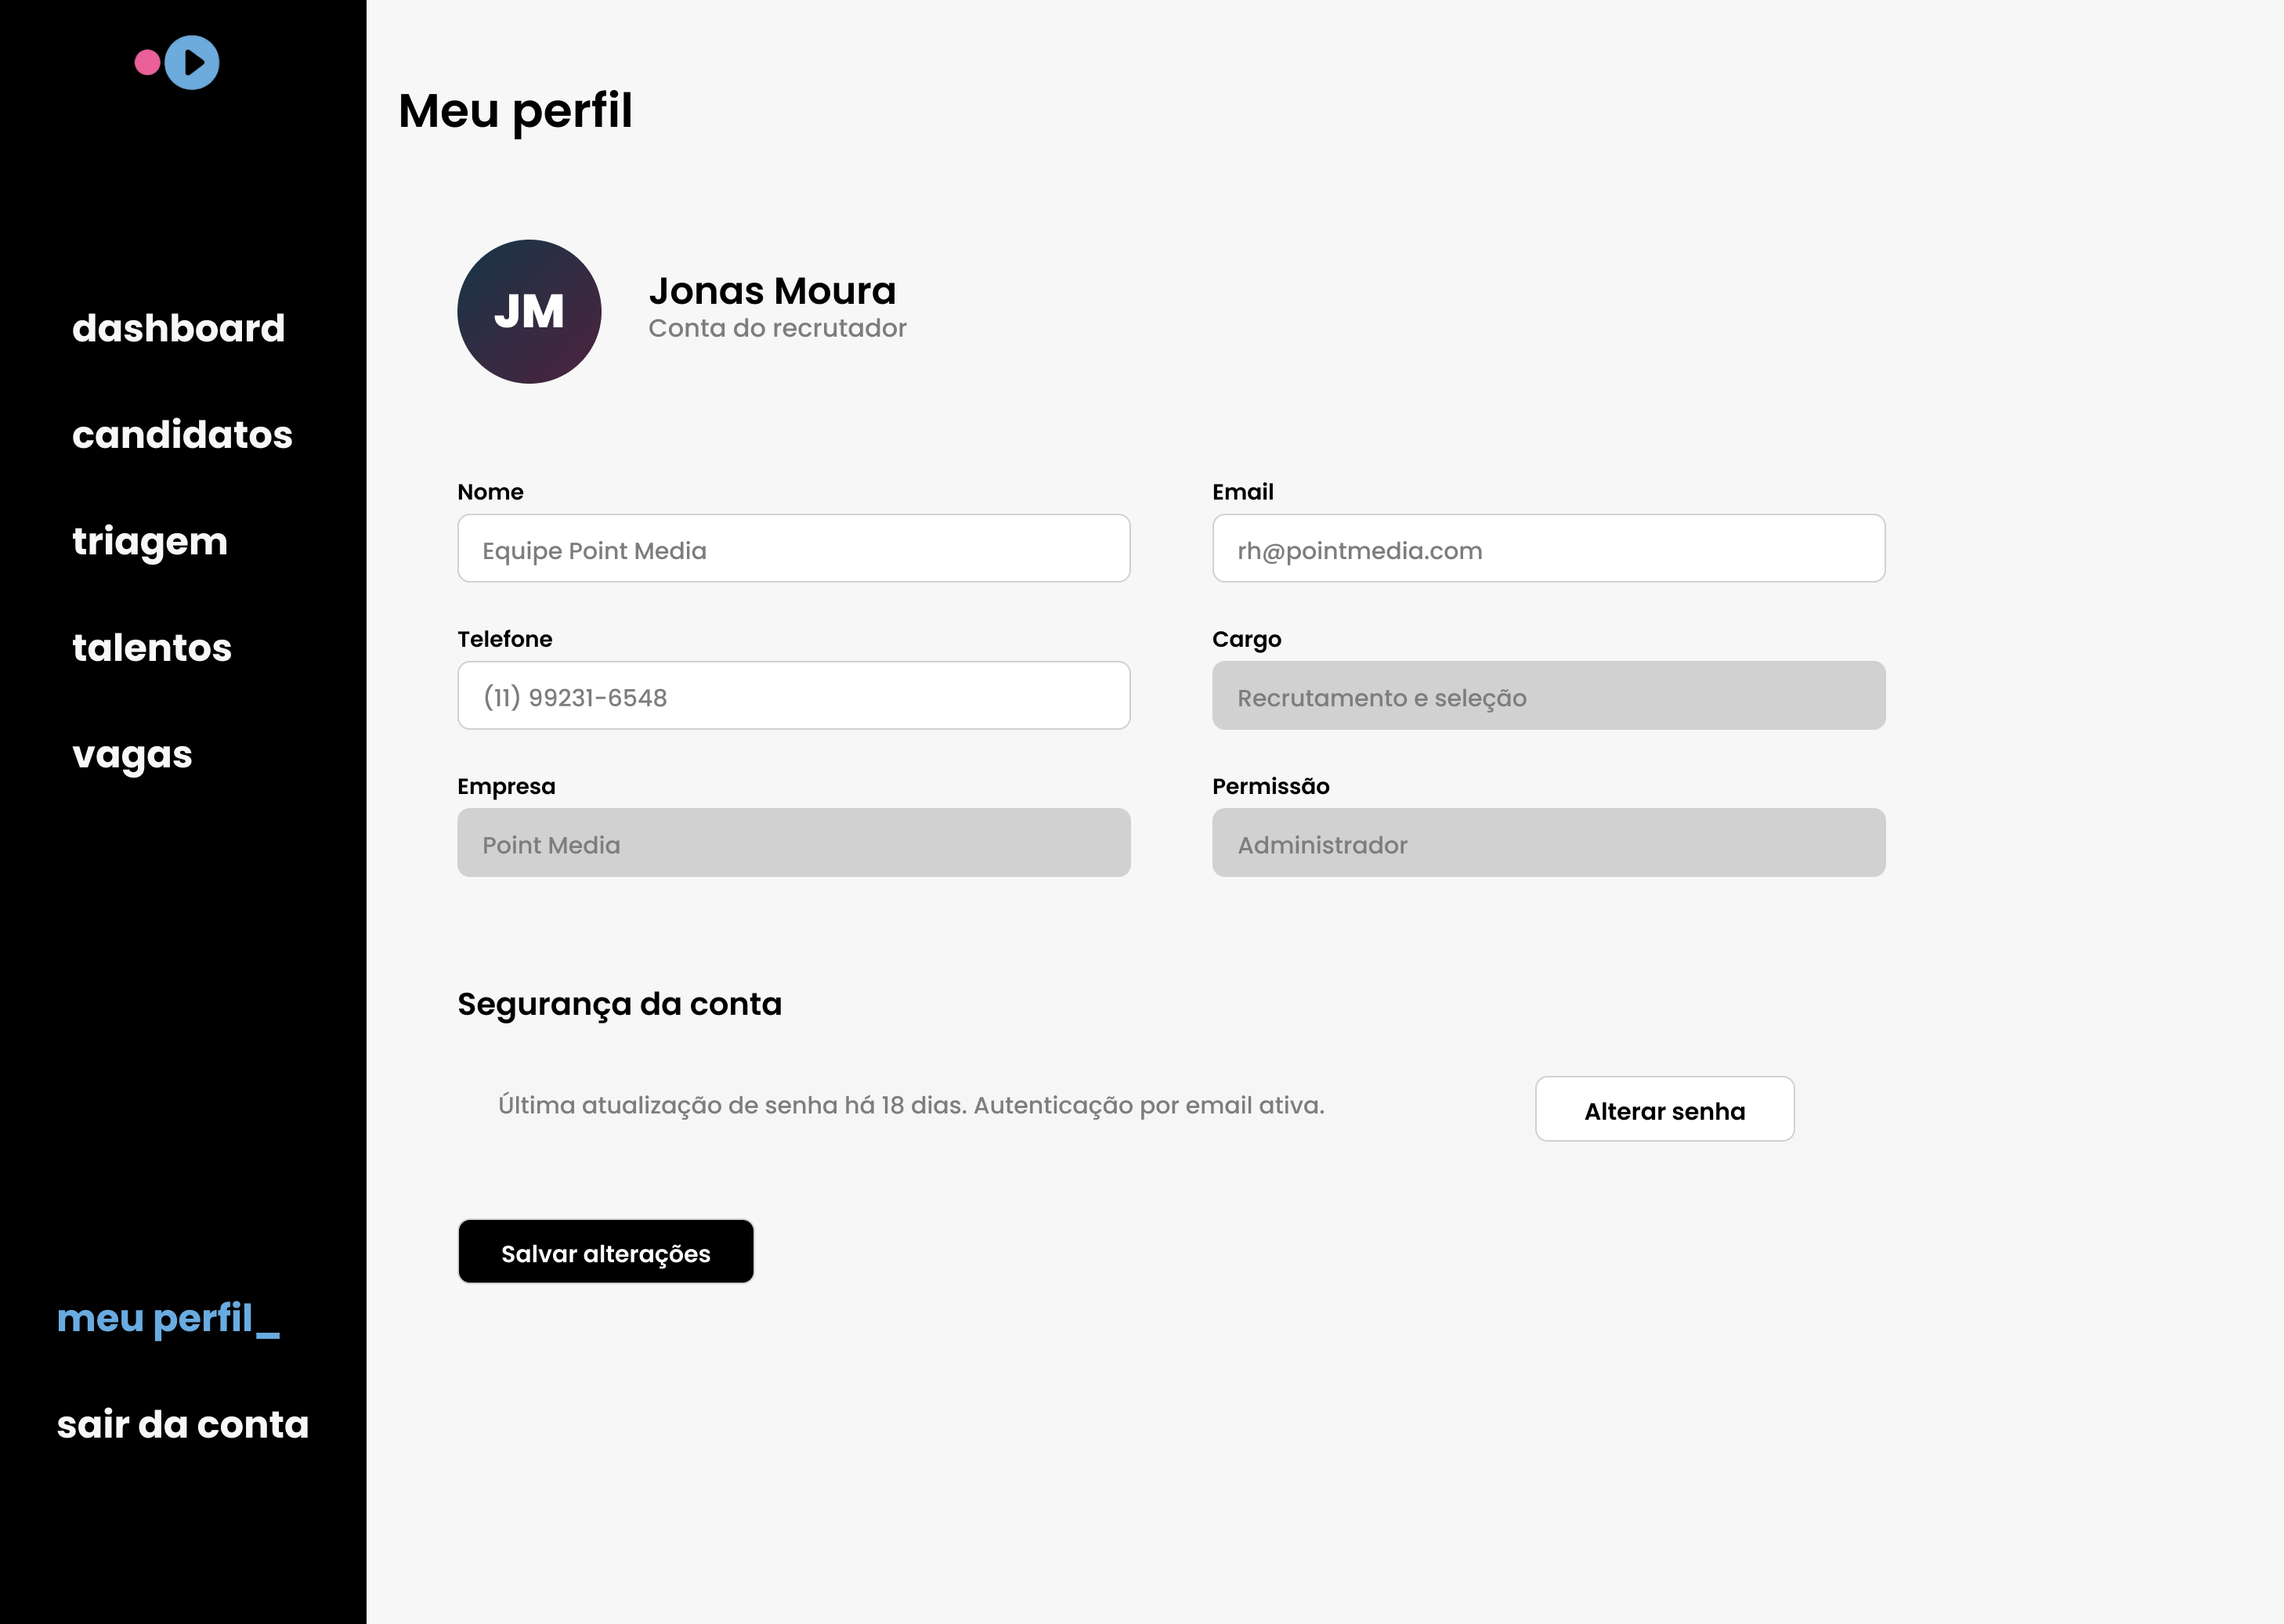 dashboard
candidatos
triagem
talentos
vagas
meu perfil_
sair da conta
Meu perfil
JM
Jonas Moura
Conta do recrutador
Nome
Equipe Point Media
Email
rh@pointmedia.com
Telefone
(11) 99231-6548
Cargo
Recrutamento e seleção
Empresa
Point Media
Permissão
Administrador
Segurança da conta
Última atualização de senha há 18 dias. Autenticação por email ativa.
Alterar senha
Salvar alterações